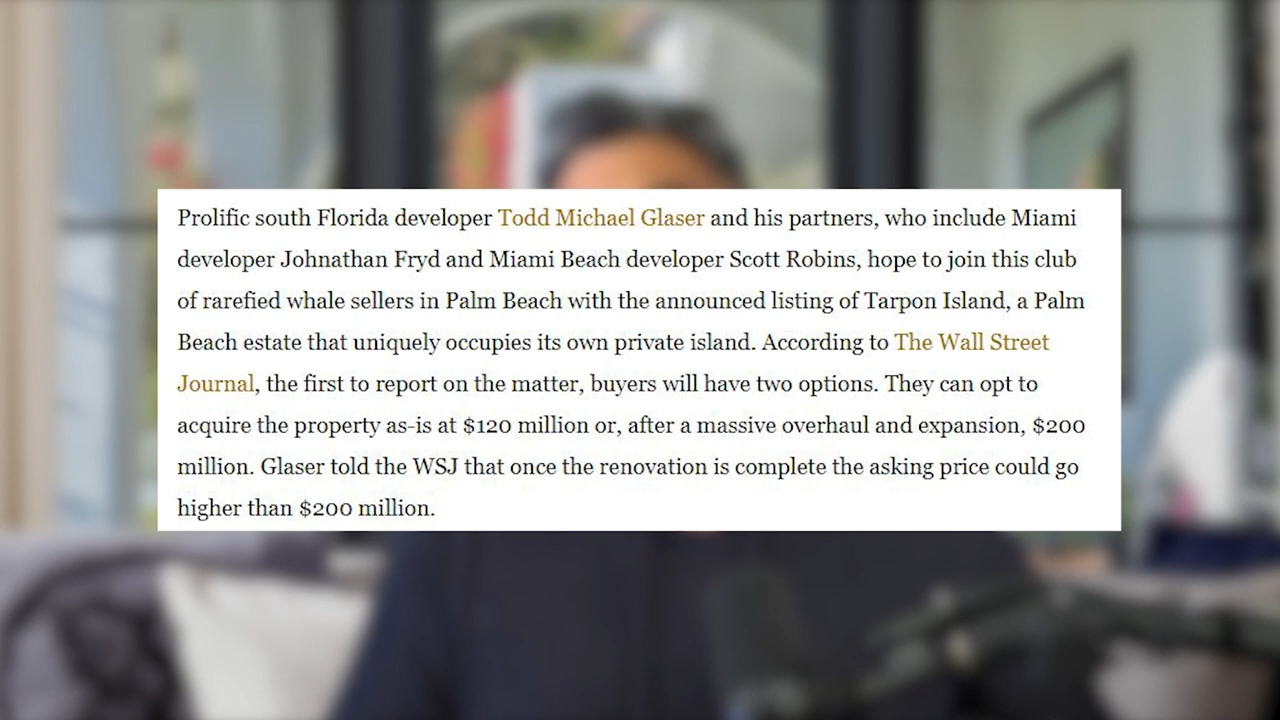 Prolific south Florida developer Todd Michael Glaser and his partners, who include Miami
developer Johnathan Fryd and Miami Beach developer Scott Robins, hope to join this club
of rarefied whale sellers in Palm Beach with the announced listing of Tarpon Island, a Palm
Beach estate that uniquely occupies its own private island. According to The Wall Street
Journal, the first to report on the matter, buyers will have two options. They can opt to
acquire the property as-is at $120 million or, after a massive overhaul and expansion, $200
million. Glaser told the WSJ that once the renovation is complete the asking price could go
higher than $200 million.